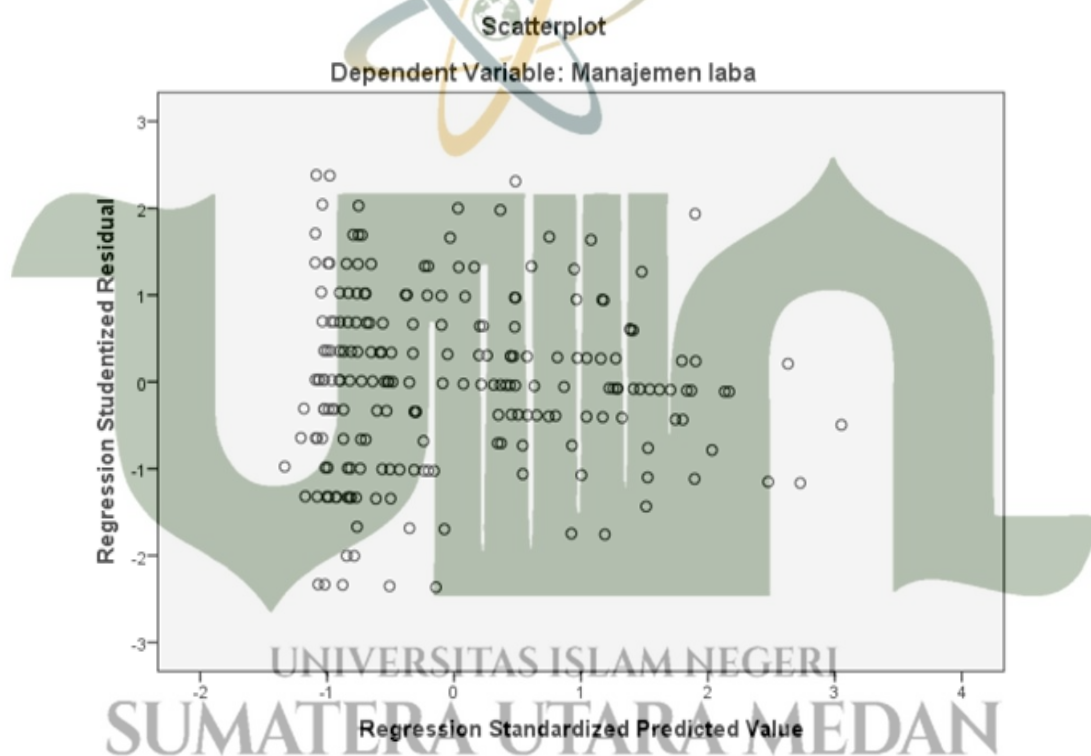 Scatterplot
Dependent Variable: Manajemen laba
Regression Studentized Residual
3
2
1
0
-1
-2
-3
-2 -1 0 1 2 3 4
Regression Standardized Predicted Value
UNIVERSITAS ISLAM NEGERI
SUMATERA UTARA MEDAN